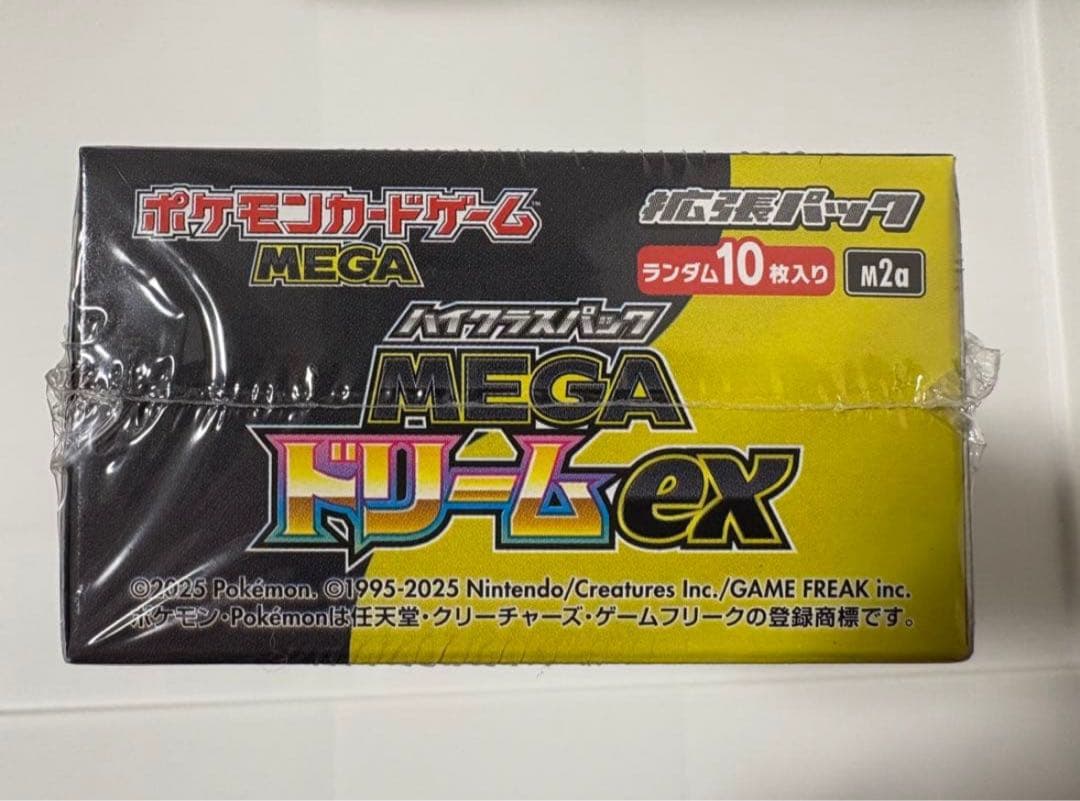 ポケモンカードゲーム™
MEGA
拡張パック
ランダム10枚入り
M2a
ハイクラスパック
MEGA
ドリームex
©2025 Pokémon. ©1995-2025 Nintendo/Creatures Inc./GAME FREAK inc.
ポケモン・Pokémonは任天堂・クリーチャーズ・ゲームフリークの登録商標です。